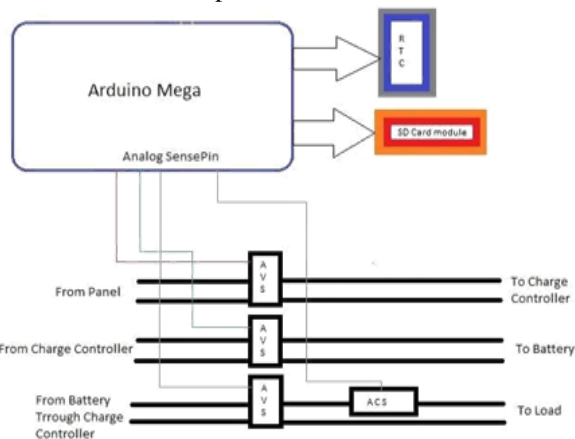 Arduino Mega
R
T
C
SD Card module
Analog SensePin
A
V
S
From Panel
To Charge
Controller
A
V
S
From Charge Controller
To Battery
A
V
S
From Battery
Trrough Charge
Controller
ACS
To Load